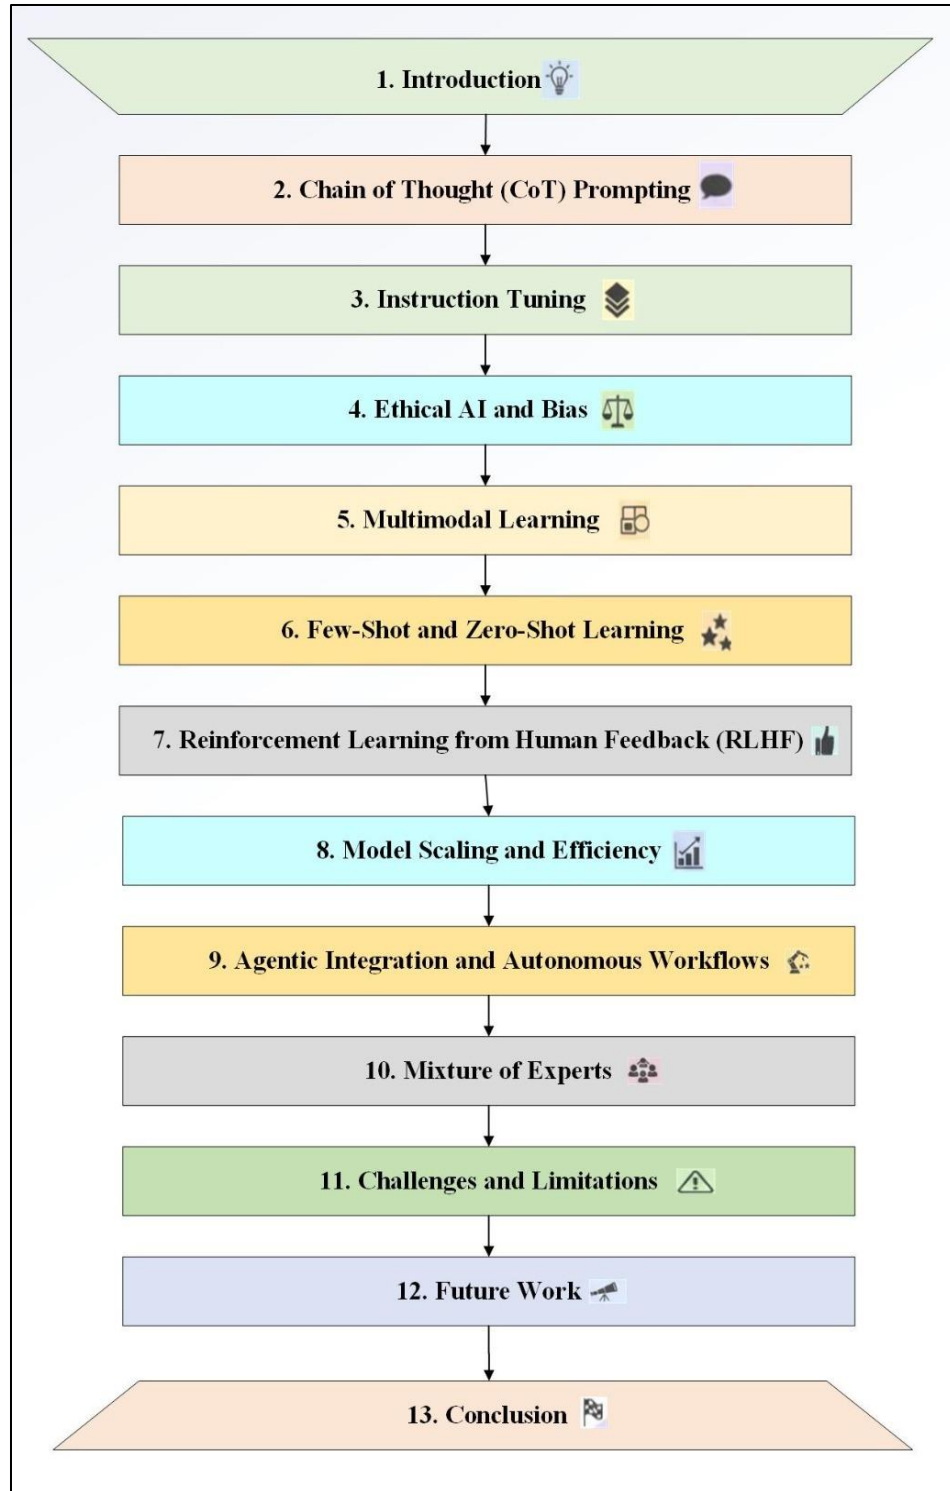 1. Introduction
2. Chain of Thought (CoT) Prompting
3. Instruction Tuning
4. Ethical AI and Bias
5. Multimodal Learning
6. Few-Shot and Zero-Shot Learning
7. Reinforcement Learning from Human Feedback (RLHF)
8. Model Scaling and Efficiency
9. Agentic Integration and Autonomous Workflows
10. Mixture of Experts
11. Challenges and Limitations
12. Future Work
13. Conclusion